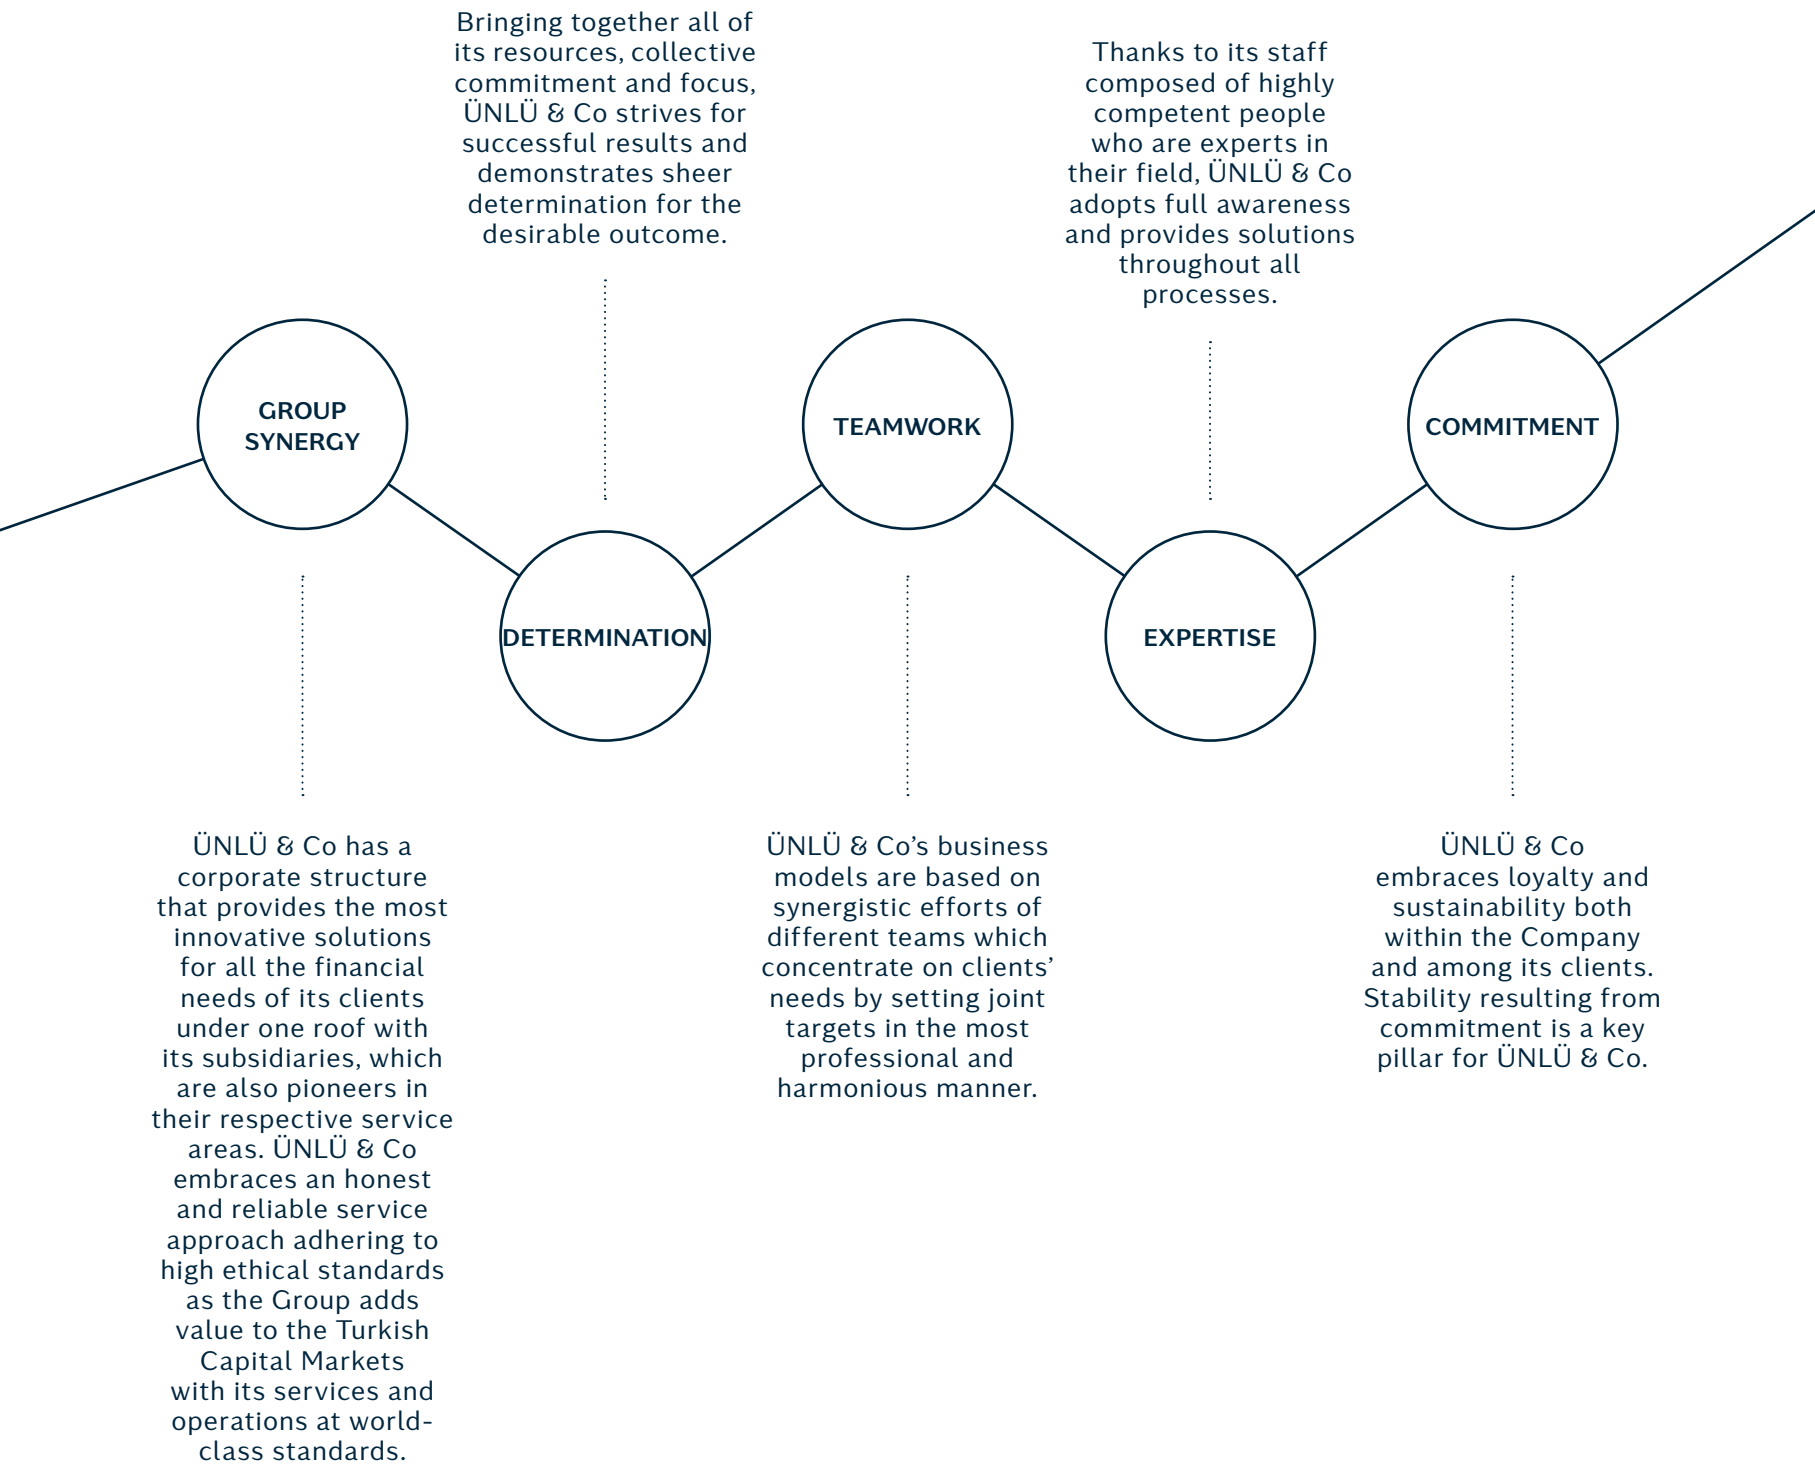 Bringing together all of
its resources, collective
commitment and focus,
ÜNLÜ & Co strives for
successful results and
demonstrates sheer
determination for the
desirable outcome.
Thanks to its staff
composed of highly
competent people
who are experts in
their field, ÜNLÜ & Co
adopts full awareness
and provides solutions
throughout all
processes.
GROUP
SYNERGY
DETERMINATION
TEAMWORK
EXPERTISE
COMMITMENT
ÜNLÜ & Co has a
corporate structure
that provides the most
innovative solutions
for all the financial
needs of its clients
under one roof with
its subsidiaries, which
are also pioneers in
their respective service
areas. ÜNLÜ & Co
embraces an honest
and reliable service
approach adhering to
high ethical standards
as the Group adds
value to the Turkish
Capital Markets
with its services and
operations at world-
class standards.
ÜNLÜ & Co’s business
models are based on
synergistic efforts of
different teams which
concentrate on clients’
needs by setting joint
targets in the most
professional and
harmonious manner.
ÜNLÜ & Co
embraces loyalty and
sustainability both
within the Company
and among its clients.
Stability resulting from
commitment is a key
pillar for ÜNLÜ & Co.